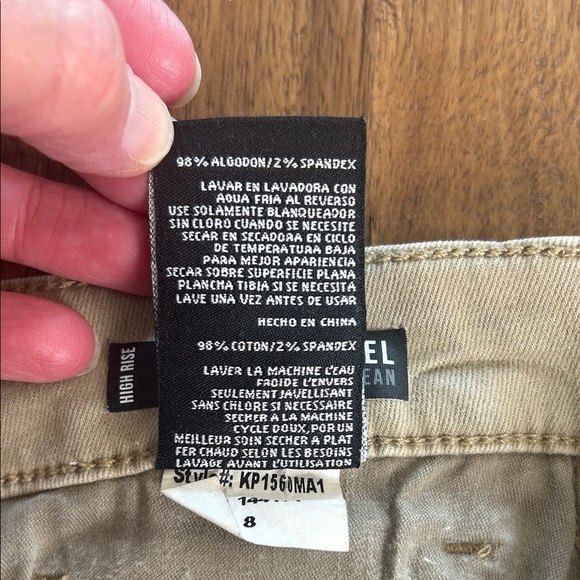 98% ALGODON/2% SPANDEX
LAVAR EN LAVADORA CON
AGUA FRIA AL REVERSO
USE SOLAMENTE BLANQUEADOR
SIN CLORO CUANDO SE NECESITE
SECAR EN SECADORA EN CICLO
DE TEMPERATURA BAJA
PARA MEJOR APARIENCIA
SECAR SOBRE SUPERFICIE PLANA
PLANCHA TIBIA SI SE NECESITA
LAVE UNA VEZ ANTES DE USAR
HECHO EN CHINA
98% COTON/2% SPANDEX
LAVER LA MACHINE L'EAU
FROIDE L'ENVERS
SEULEMENT JAVELLISANT
SANS CHLORE SI NECESSAIRE
SECHER A LA MACHINE
CYCLE DOUX, POR UN
MEILLEUR SOIN SECHER A PLAT
FER CHAUD SELON LES BESOINS
LAVAGE AVANT L'UTILISATION
HIGH RISE
EL
EAN
Style#: KP1560MA1
8